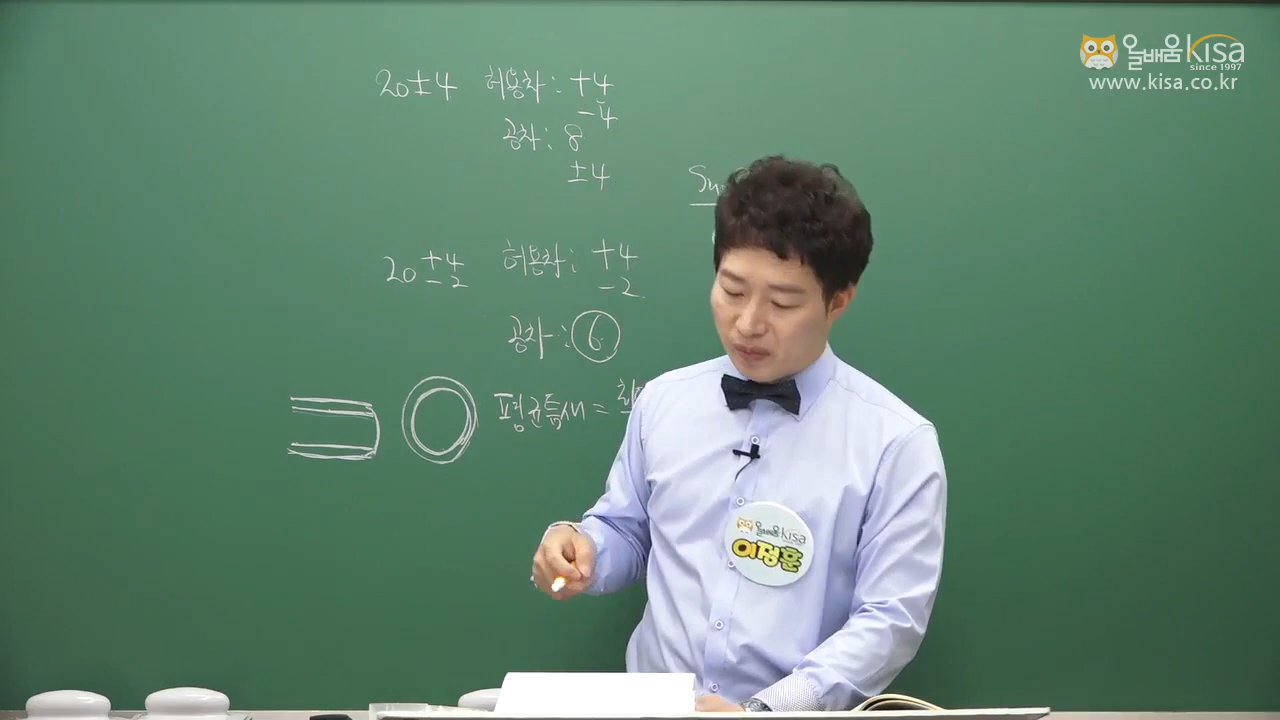 올배움kisa
since 1997
www.kisa.co.kr
20±4 허용차: +4
-4
공차: 8
±4
20 +4 허용차: +4
-2 -2
공차: 6
평균틈새 =
올배움kisa
이정훈